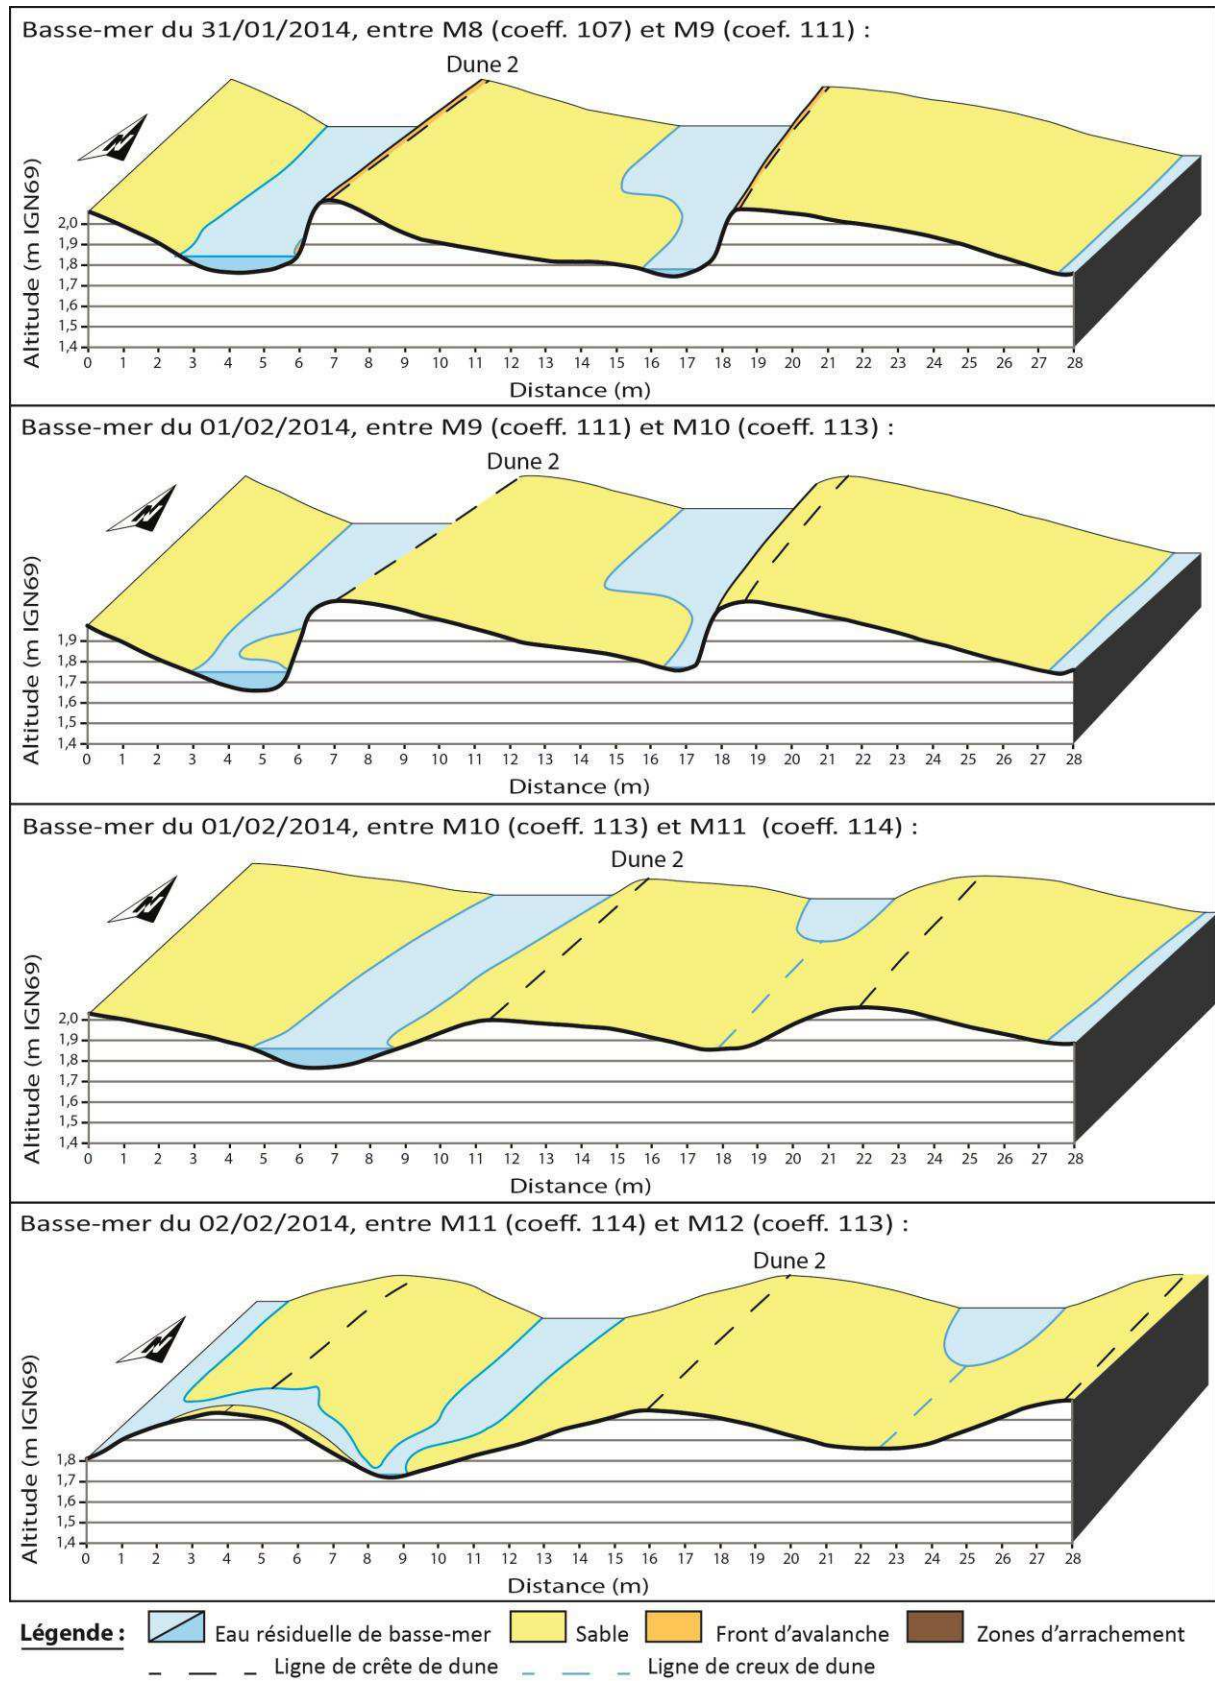 Basse-mer du 31/01/2014, entre M8 (coeff. 107) et M9 (coef. 111) :
Dune 2
N
Altitude (m IGN69)
2,0
1,9
1,8
1,7
1,6
1,5
1,4
0 1 2 3 4 5 6 7 8 9 10 11 12 13 14 15 16 17 18 19 20 21 22 23 24 25 26 27 28
Distance (m)
Basse-mer du 01/02/2014, entre M9 (coeff. 111) et M10 (coeff. 113) :
Dune 2
N
Altitude (m IGN69)
1,9
1,8
1,7
1,6
1,5
1,4
0 1 2 3 4 5 6 7 8 9 10 11 12 13 14 15 16 17 18 19 20 21 22 23 24 25 26 27 28
Distance (m)
Basse-mer du 01/02/2014, entre M10 (coeff. 113) et M11 (coeff. 114) :
Dune 2
N
Altitude (m IGN69)
2,0
1,9
1,8
1,7
1,6
1,5
1,4
0 1 2 3 4 5 6 7 8 9 10 11 12 13 14 15 16 17 18 19 20 21 22 23 24 25 26 27 28
Distance (m)
Basse-mer du 02/02/2014, entre M11 (coeff. 114) et M12 (coeff. 113) :
Dune 2
N
Altitude (m IGN69)
1,8
1,7
1,6
1,5
1,4
0 1 2 3 4 5 6 7 8 9 10 11 12 13 14 15 16 17 18 19 20 21 22 23 24 25 26 27 28
Distance (m)
Légende : Eau résiduelle de basse-mer Sable Front d'avalanche Zones d'arrachement
Ligne de crête de dune Ligne de creux de dune